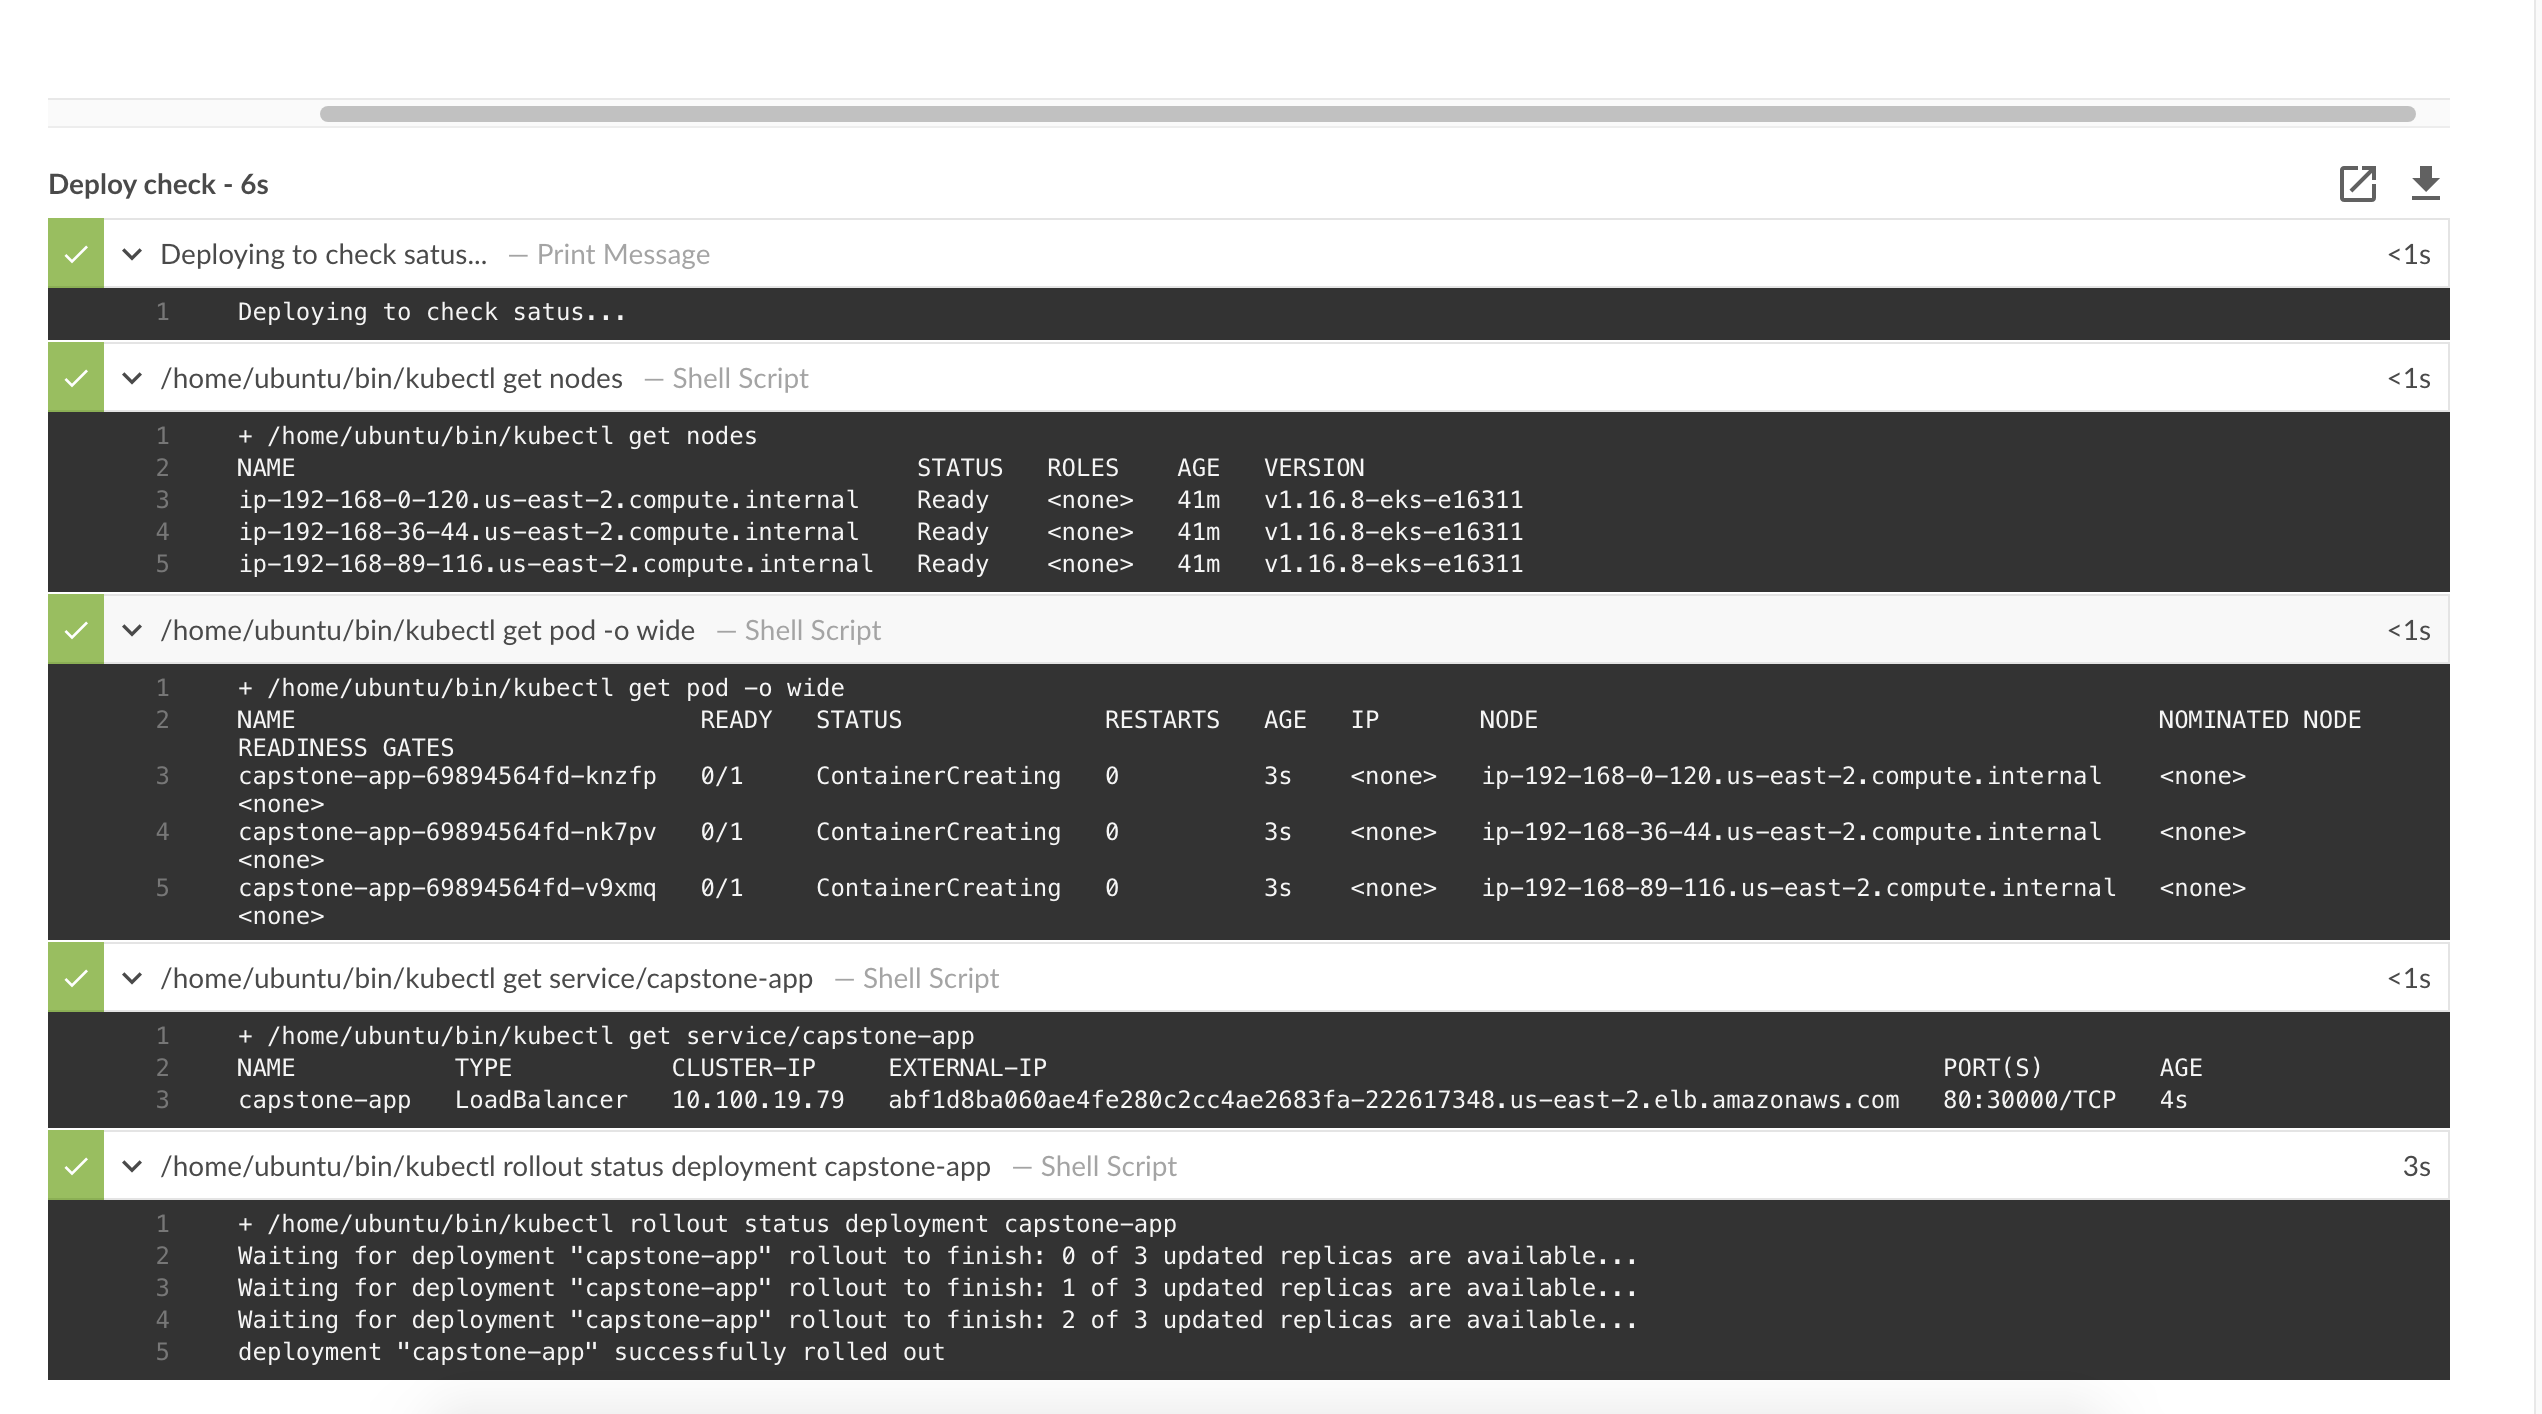 Deploy check - 6s
Deploying to check satus... — Print Message <1s
1 Deploying to check satus...
/home/ubuntu/bin/kubectl get nodes — Shell Script <1s
1 + /home/ubuntu/bin/kubectl get nodes
2 NAME STATUS ROLES AGE VERSION
3 ip-192-168-0-120.us-east-2.compute.internal Ready <none> 41m v1.16.8-eks-e16311
4 ip-192-168-36-44.us-east-2.compute.internal Ready <none> 41m v1.16.8-eks-e16311
5 ip-192-168-89-116.us-east-2.compute.internal Ready <none> 41m v1.16.8-eks-e16311
/home/ubuntu/bin/kubectl get pod -o wide — Shell Script <1s
1 + /home/ubuntu/bin/kubectl get pod -o wide
2 NAME READY STATUS RESTARTS AGE IP NODE NOMINATED NODE
READINESS GATES
3 capstone-app-69894564fd-knzfp 0/1 ContainerCreating 0 3s <none> ip-192-168-0-120.us-east-2.compute.internal <none>
<none>
4 capstone-app-69894564fd-nk7pv 0/1 ContainerCreating 0 3s <none> ip-192-168-36-44.us-east-2.compute.internal <none>
<none>
5 capstone-app-69894564fd-v9xmq 0/1 ContainerCreating 0 3s <none> ip-192-168-89-116.us-east-2.compute.internal <none>
<none>
/home/ubuntu/bin/kubectl get service/capstone-app — Shell Script <1s
1 + /home/ubuntu/bin/kubectl get service/capstone-app
2 NAME TYPE CLUSTER-IP EXTERNAL-IP PORT(S) AGE
3 capstone-app LoadBalancer 10.100.19.79 abf1d8ba060ae4fe280c2cc4ae2683fa-222617348.us-east-2.elb.amazonaws.com 80:30000/TCP 4s
/home/ubuntu/bin/kubectl rollout status deployment capstone-app — Shell Script 3s
1 + /home/ubuntu/bin/kubectl rollout status deployment capstone-app
2 Waiting for deployment "capstone-app" rollout to finish: 0 of 3 updated replicas are available...
3 Waiting for deployment "capstone-app" rollout to finish: 1 of 3 updated replicas are available...
4 Waiting for deployment "capstone-app" rollout to finish: 2 of 3 updated replicas are available...
5 deployment "capstone-app" successfully rolled out